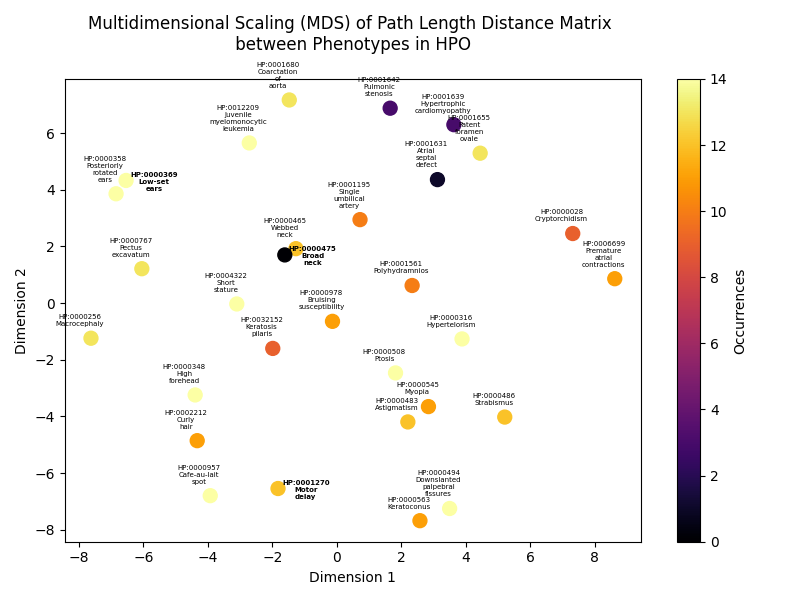 Multidimensional Scaling (MDS) of Path Length Distance Matrix
between Phenotypes in HPO
HP:0001680
Coarctation
of
aorta
HP:0001642
Pulmonic
stenosis
HP:0001639
Hypertrophic
cardiomyopathy
HP:0001655
Patent
foramen
ovale
HP:0012209
Juvenile
myelomonocytic
leukemia
HP:0001631
Atrial
septal
defect
HP:0000358
Posteriorly
rotated
ears
HP:0000369
Low-set
ears
HP:0001195
Single
umbilical
artery
HP:0000028
Cryptorchidism
HP:0000465
Webbed
neck
HP:0000475
Broad
neck
HP:0000767
Pectus
excavatum
HP:0006699
Premature
atrial
contractions
HP:0001561
Polyhydramnios
HP:0004322
Short
stature
HP:0000978
Bruising
susceptibility
HP:0000256
Macrocephaly
HP:0032152
Keratosis
pilaris
HP:0000316
Hypertelorism
HP:0000508
Ptosis
HP:0000348
High
forehead
HP:0000545
Myopia
HP:0000483
Astigmatism
HP:0000486
Strabismus
HP:0002212
Curly
hair
HP:0000957
Cafe-au-lait
spot
HP:0001270
Motor
delay
HP:0000494
Downslanted
palpebral
fissures
HP:0000563
Keratoconus
6
4
2
0
−2
−4
−6
−8
Dimension 2
−8
−6
−4
−2
0
2
4
6
8
Dimension 1
14
12
10
8
6
4
2
0
Occurrences